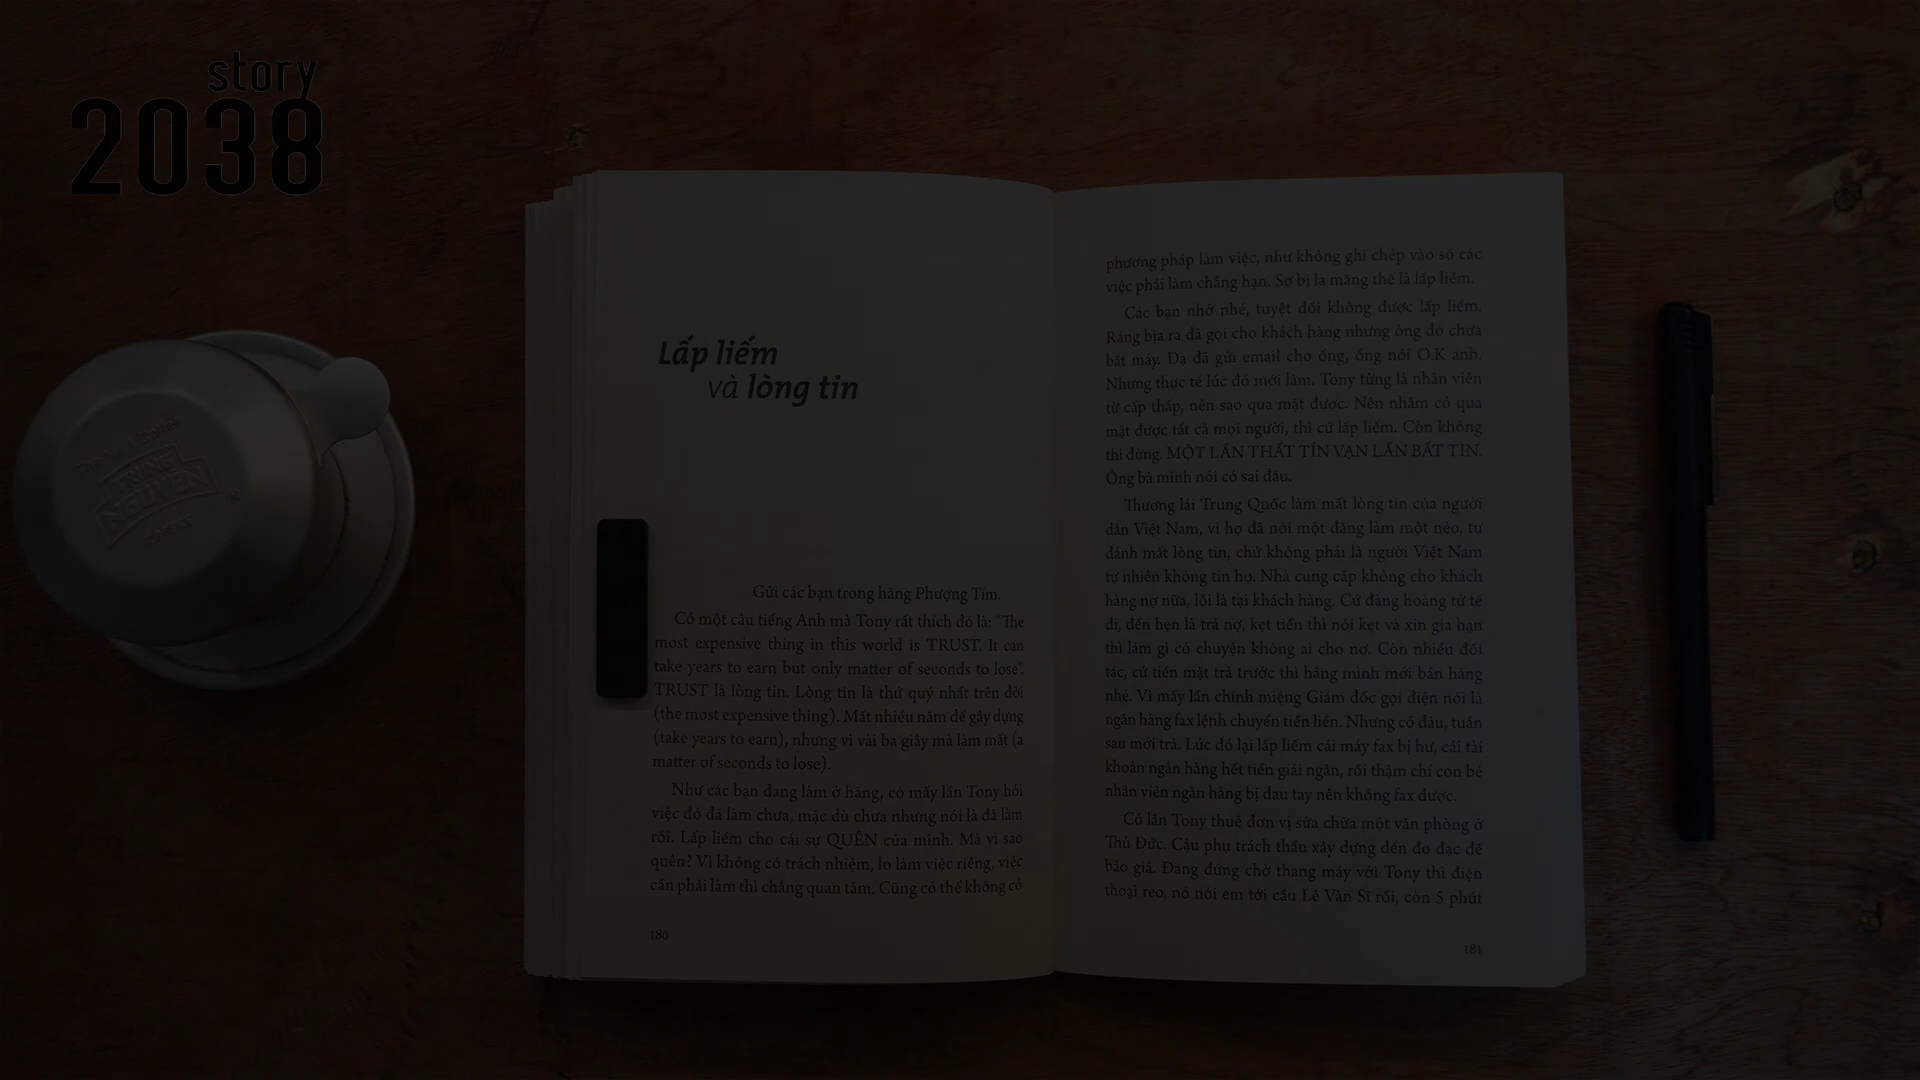 story
2038
TRUNG
NGUYEN
Lấp liếm
và lòng tin
Gửi các bạn trong hãng Phượng Tím.
Có một câu tiếng Anh mà Tony rất thích đó là: "The
most expensive thing in this world is TRUST. It can
take years to earn but only matter of seconds to lose".
TRUST là lòng tin. Lòng tin là thứ quý nhất trên đời
(the most expensive thing). Mất nhiều năm để gây dựng
(take years to earn), nhưng vì vài ba giây mà làm mất (a
matter of seconds to lose).
Như các bạn đang làm ở hãng, có mấy lần Tony hỏi
việc đó đã làm chưa, mặc dù chưa nhưng nói là đã làm
rồi. Lấp liếm cho cái sự QUÊN của mình. Mà vì sao
quên? Vì không có trách nhiệm, lo làm việc riêng, việc
cần phải làm thì chẳng quan tâm. Cũng có thể không có
180
phương pháp làm việc, như không ghi chép vào sổ các
việc phải làm chẳng hạn. Sợ bị la mắng thế là lấp liếm.
Các bạn nhớ nhé, tuyệt đối không được lấp liếm.
Ráng bịa ra đã gọi cho khách hàng nhưng ông đó chưa
bắt máy. Dạ đã gửi email cho ổng, ổng nói O.K anh.
Nhưng thực tế lúc đó mới làm. Tony từng là nhân viên
từ cấp thấp, nên sao qua mặt được. Nên nhắm có qua
mặt được tất cả mọi người, thì cứ lấp liếm. Còn không
thì đừng. MỘT LẦN THẤT TÍN VẠN LẦN BẤT TIN.
Ông bà mình nói có sai đâu.
Thương lái Trung Quốc làm mất lòng tin của người
dân Việt Nam, vì họ đã nói một đằng làm một nẻo, tự
đánh mất lòng tin, chứ không phải là người Việt Nam
tự nhiên không tin họ. Nhà cung cấp không cho khách
hàng nợ nữa, lỗi là tại khách hàng. Cứ đàng hoàng tử tế
đi, đến hẹn là trả nợ, kẹt tiền thì nói kẹt và xin gia hạn
thì làm gì có chuyện không ai cho nợ. Còn nhiều đối
tác, cứ tiền mặt trả trước thì hãng mình mới bán hàng
nhé. Vì mấy lần chính miệng Giám đốc gọi điện nói là
ngân hàng fax lệnh chuyển tiền liền. Nhưng có đâu, tuần
sau mới trả. Lúc đó lại lấp liếm cái máy fax bị hư, cái tài
khoản ngân hàng hết tiền giải ngân, rồi thậm chí con bé
nhân viên ngân hàng bị đau tay nên không fax được.
Có lần Tony thuê đơn vị sửa chữa một văn phòng ở
Thủ Đức. Cậu phụ trách thầu xây dựng đến đo đạc để
báo giá. Đang đứng chờ thang máy với Tony thì điện
thoại reo, nó nói em tới cầu Lê Văn Sĩ rồi, còn 5 phút
181